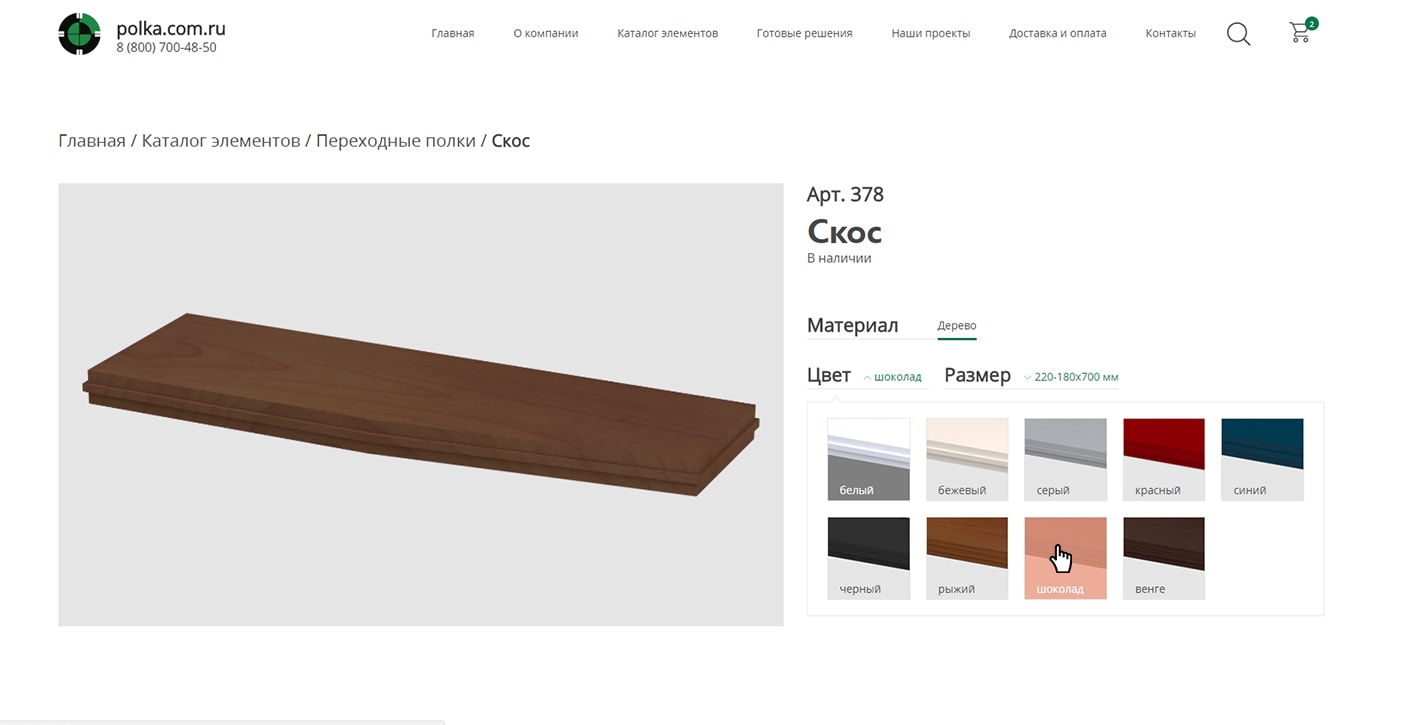 polka.com.ru
8 (800) 700-48-50
Главная О компании Каталог элементов Готовые решения Наши проекты Доставка и оплата Контакты 2
Главная / Каталог элементов / Переходные полки / Скос
Арт. 378
Скос
В наличии
Материал Дерево
Цвет шоколад Размер 220-180x700 мм
белый бежевый серый красный синий
черный рыжий шоколад венге